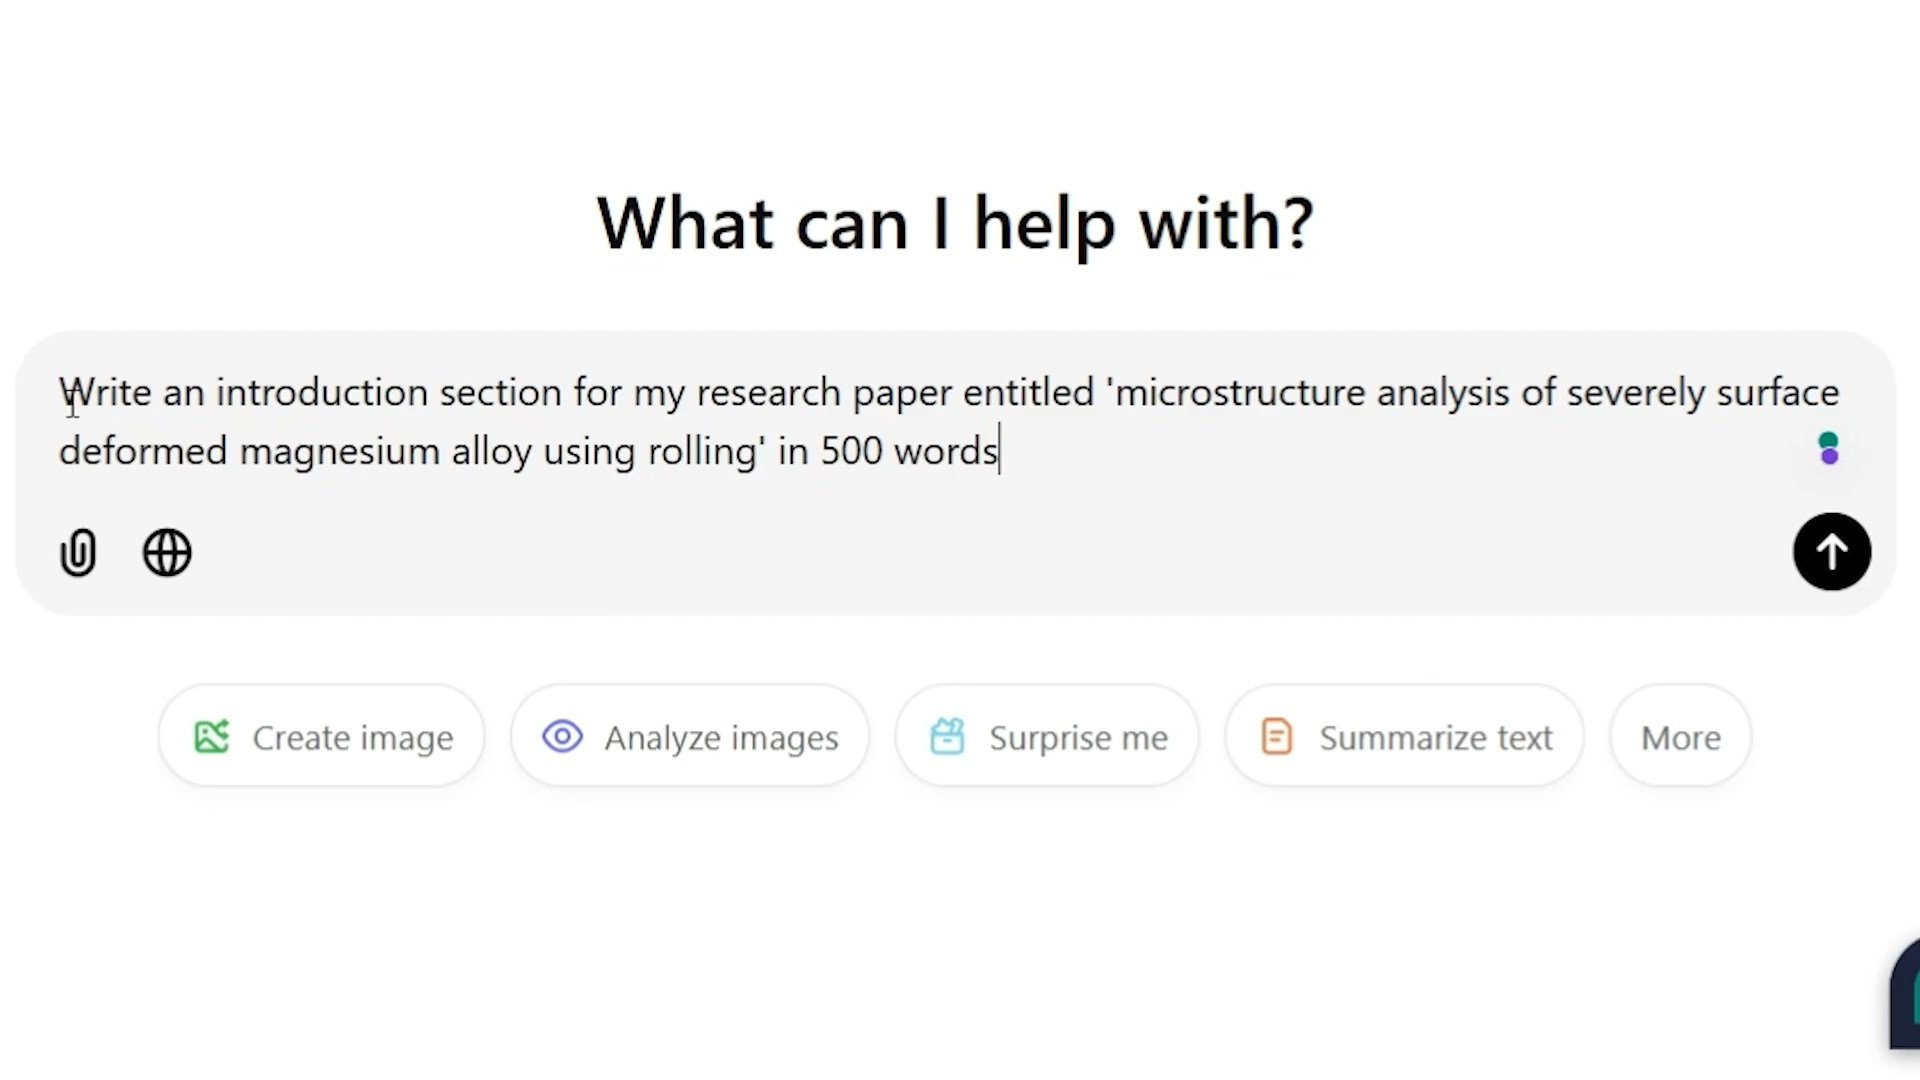 What can I help with?
Write an introduction section for my research paper entitled 'microstructure analysis of severely surface
deformed magnesium alloy using rolling' in 500 words
Create image
Analyze images
Surprise me
Summarize text
More